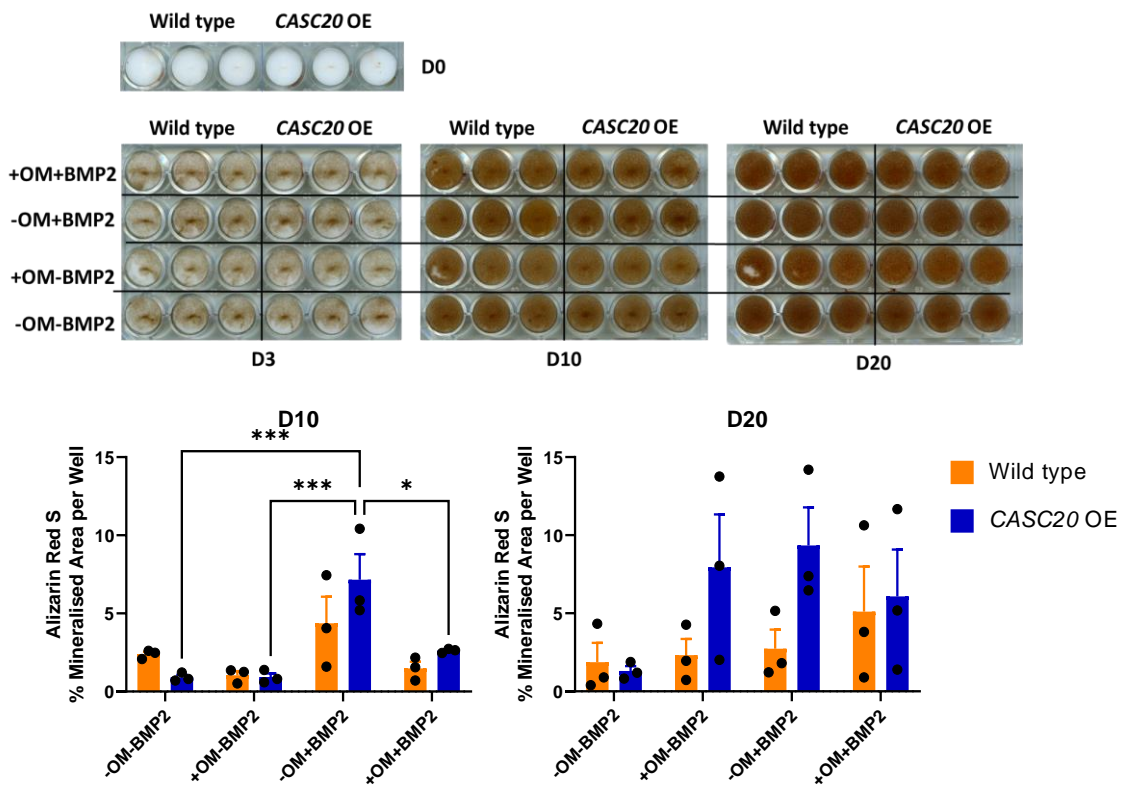 Wild type CASC20 OE
D0
Wild type CASC20 OE Wild type CASC20 OE Wild type CASC20 OE
+OM+BMP2
-OM+BMP2
+OM-BMP2
-OM-BMP2
D3 D10 D20
D10
***
*** *
Alizarin Red S
% Mineralised Area per Well
15
10
5
0
-OM-BMP2 +OM-BMP2 -OM+BMP2 +OM+BMP2
D20
Alizarin Red S
% Mineralised Area per Well
15
10
5
0
-OM-BMP2 +OM-BMP2 -OM+BMP2 +OM+BMP2
Wild type
CASC20 OE